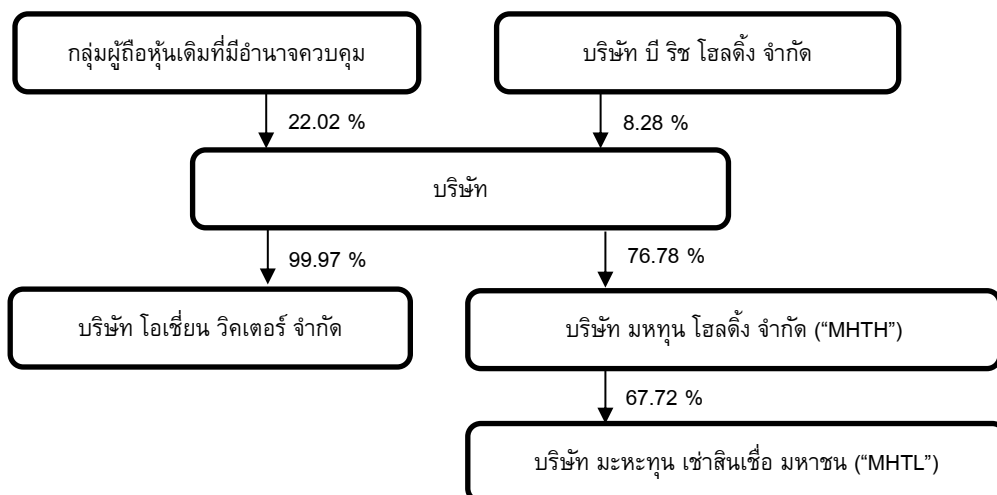 กลุ่มผู้ถือหุ้นเดิมที่มีอำนาจควบคุม
บริษัท บี ริช โฮลดิ้ง จำกัด
22.02 %
8.28 %
บริษัท
99.97 %
76.78 %
บริษัท โอเชี่ยน วิคเตอร์ จำกัด
บริษัท มหทุน โฮลดิ้ง จำกัด (“MHTH”)
67.72 %
บริษัท มะหะทุน เช่าสินเชื่อ มหาชน (“MHTL”)